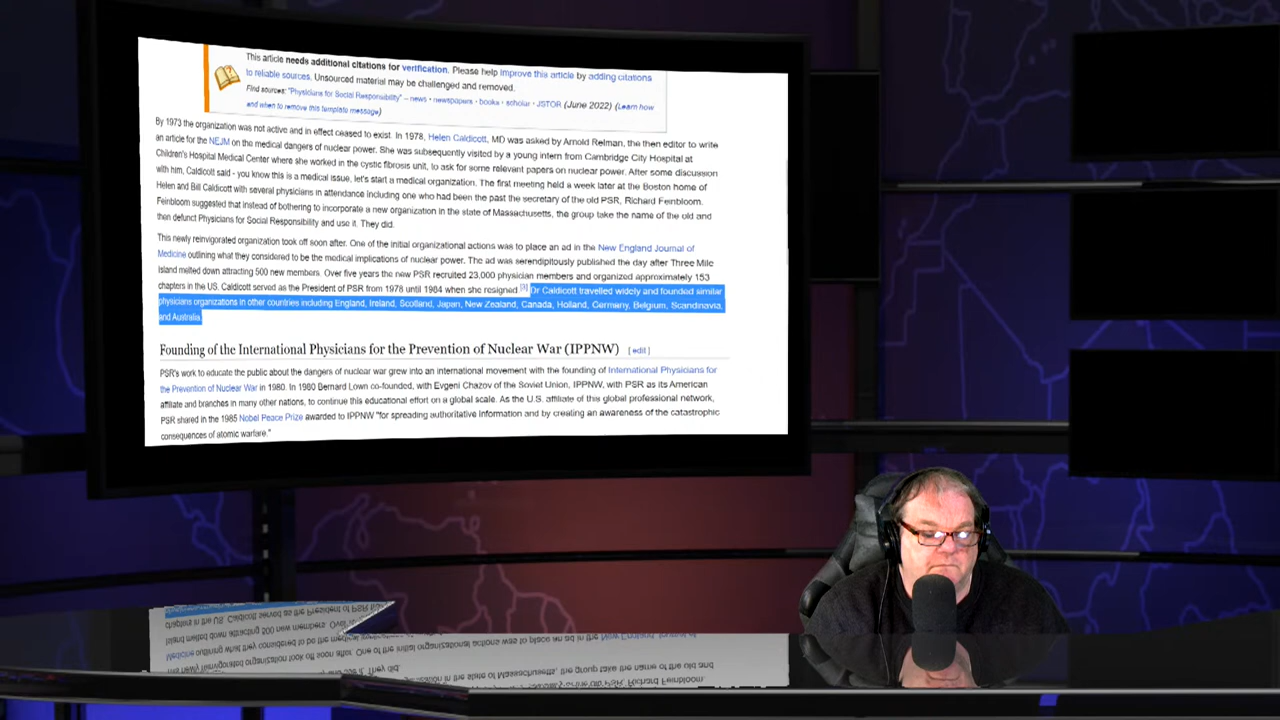 This article needs additional citations for verification. Please help improve this article by adding citations
to reliable sources. Unsourced material may be challenged and removed.
Find sources: "Physicians for Social Responsibility" – news · newspapers · books · scholar · JSTOR (June 2022) (Learn how
and when to remove this template message)
By 1973 the organization was not active and in effect ceased to exist. In 1978, Helen Caldicott, MD was asked by Arnold Relman, the then editor to write
an article for the NEJM on the medical dangers of nuclear power. She was subsequently visited by a young intern from Cambridge City Hospital at
Children's Hospital Medical Center where she worked in the cystic fibrosis unit, to ask for some relevant papers on nuclear power. After some discussion
with him, Caldicott said - you know this is a medical issue, let's start a medical organization. The first meeting held a week later at the Boston home of
Helen and Bill Caldicott with several physicians in attendance including one who had been the past the secretary of the old PSR, Richard Feinbloom.
Feinbloom suggested that instead of bothering to incorporate a new organization in the state of Massachusetts, the group take the name of the old and
then defunct Physicians for Social Responsibility and use it. They did.
This newly reinvigorated organization took off soon after. One of the initial organizational actions was to place an ad in the New England Journal of
Medicine outlining what they considered to be the medical implications of nuclear power. The ad was serendipitously published the day after Three Mile
Island melted down attracting 500 new members. Over five years the new PSR recruited 23,000 physician members and organized approximately 153
chapters in the US. Caldicott served as the President of PSR from 1978 until 1984 when she resigned.[3] Dr Caldicott travelled widely and founded similar
physicians organizations in other countries including England, Ireland, Scotland, Japan, New Zealand, Canada, Holland, Germany, Belgium, Scandinavia,
and Australia.
Founding of the International Physicians for the Prevention of Nuclear War (IPPNW) [ edit ]
PSR's work to educate the public about the dangers of nuclear war grew into an international movement with the founding of International Physicians for
the Prevention of Nuclear War in 1980. In 1980 Bernard Lown co-founded, with Evgeni Chazov of the Soviet Union, IPPNW, with PSR as its American
affiliate and branches in many other nations, to continue this educational effort on a global scale. As the U.S. affiliate of this global professional network,
PSR shared in the 1985 Nobel Peace Prize awarded to IPPNW "for spreading authoritative information and by creating an awareness of the catastrophic
consequences of atomic warfare."